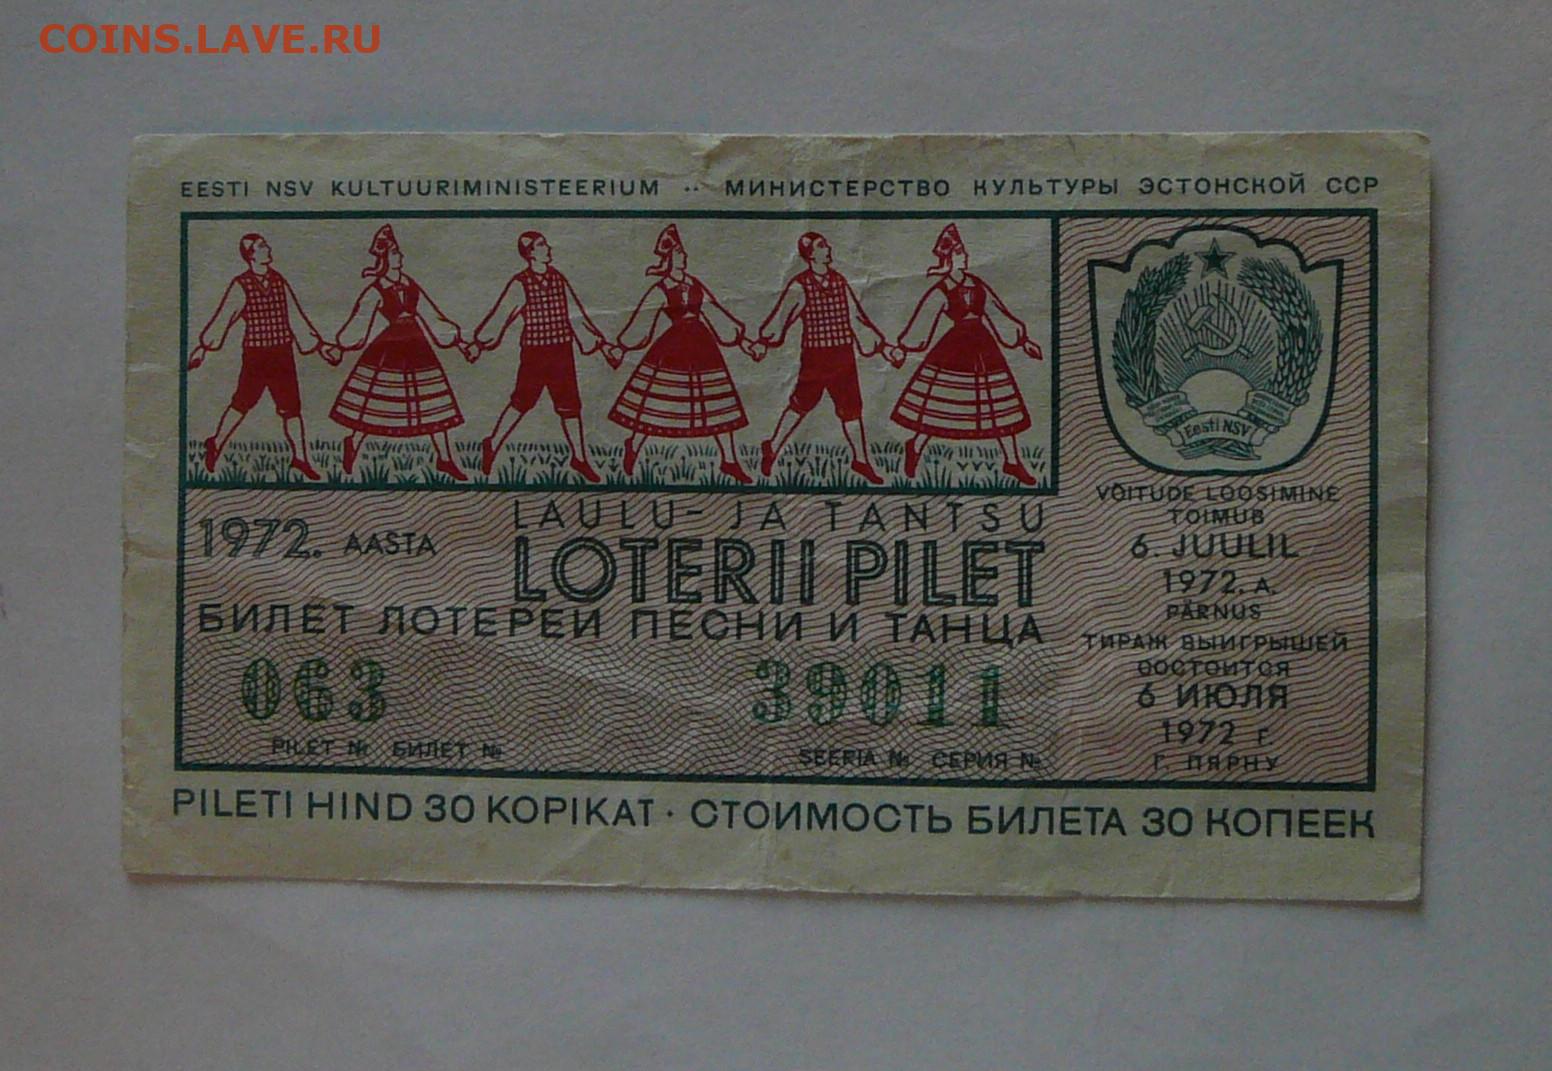 COINS.LAVE.RU
EESTI NSV KULTUURIMINISTEERIUM ·· МИНИСТЕРСТВО КУЛЬТУРЫ ЭСТОНСКОЙ ССР
Eesti NSV
1972. AASTA
LAULU- JA TANTSU
LOTERII PILET
БИЛЕТ ЛОТЕРЕИ ПЕСНИ И ТАНЦА
063 39011
PILET № БИЛЕТ № SEERIA № СЕРИЯ №
VÕITUDE LOOSIMINE
TOIMUB
6. JUULIL
1972. A.
PÄRNUS
ТИРАЖ ВЫИГРЫШЕЙ
СОСТОИТСЯ
6 ИЮЛЯ
1972 г.
Г. ПЯРНУ
PILETI HIND 30 KOPIKAT · СТОИМОСТЬ БИЛЕТА 30 КОПЕЕК